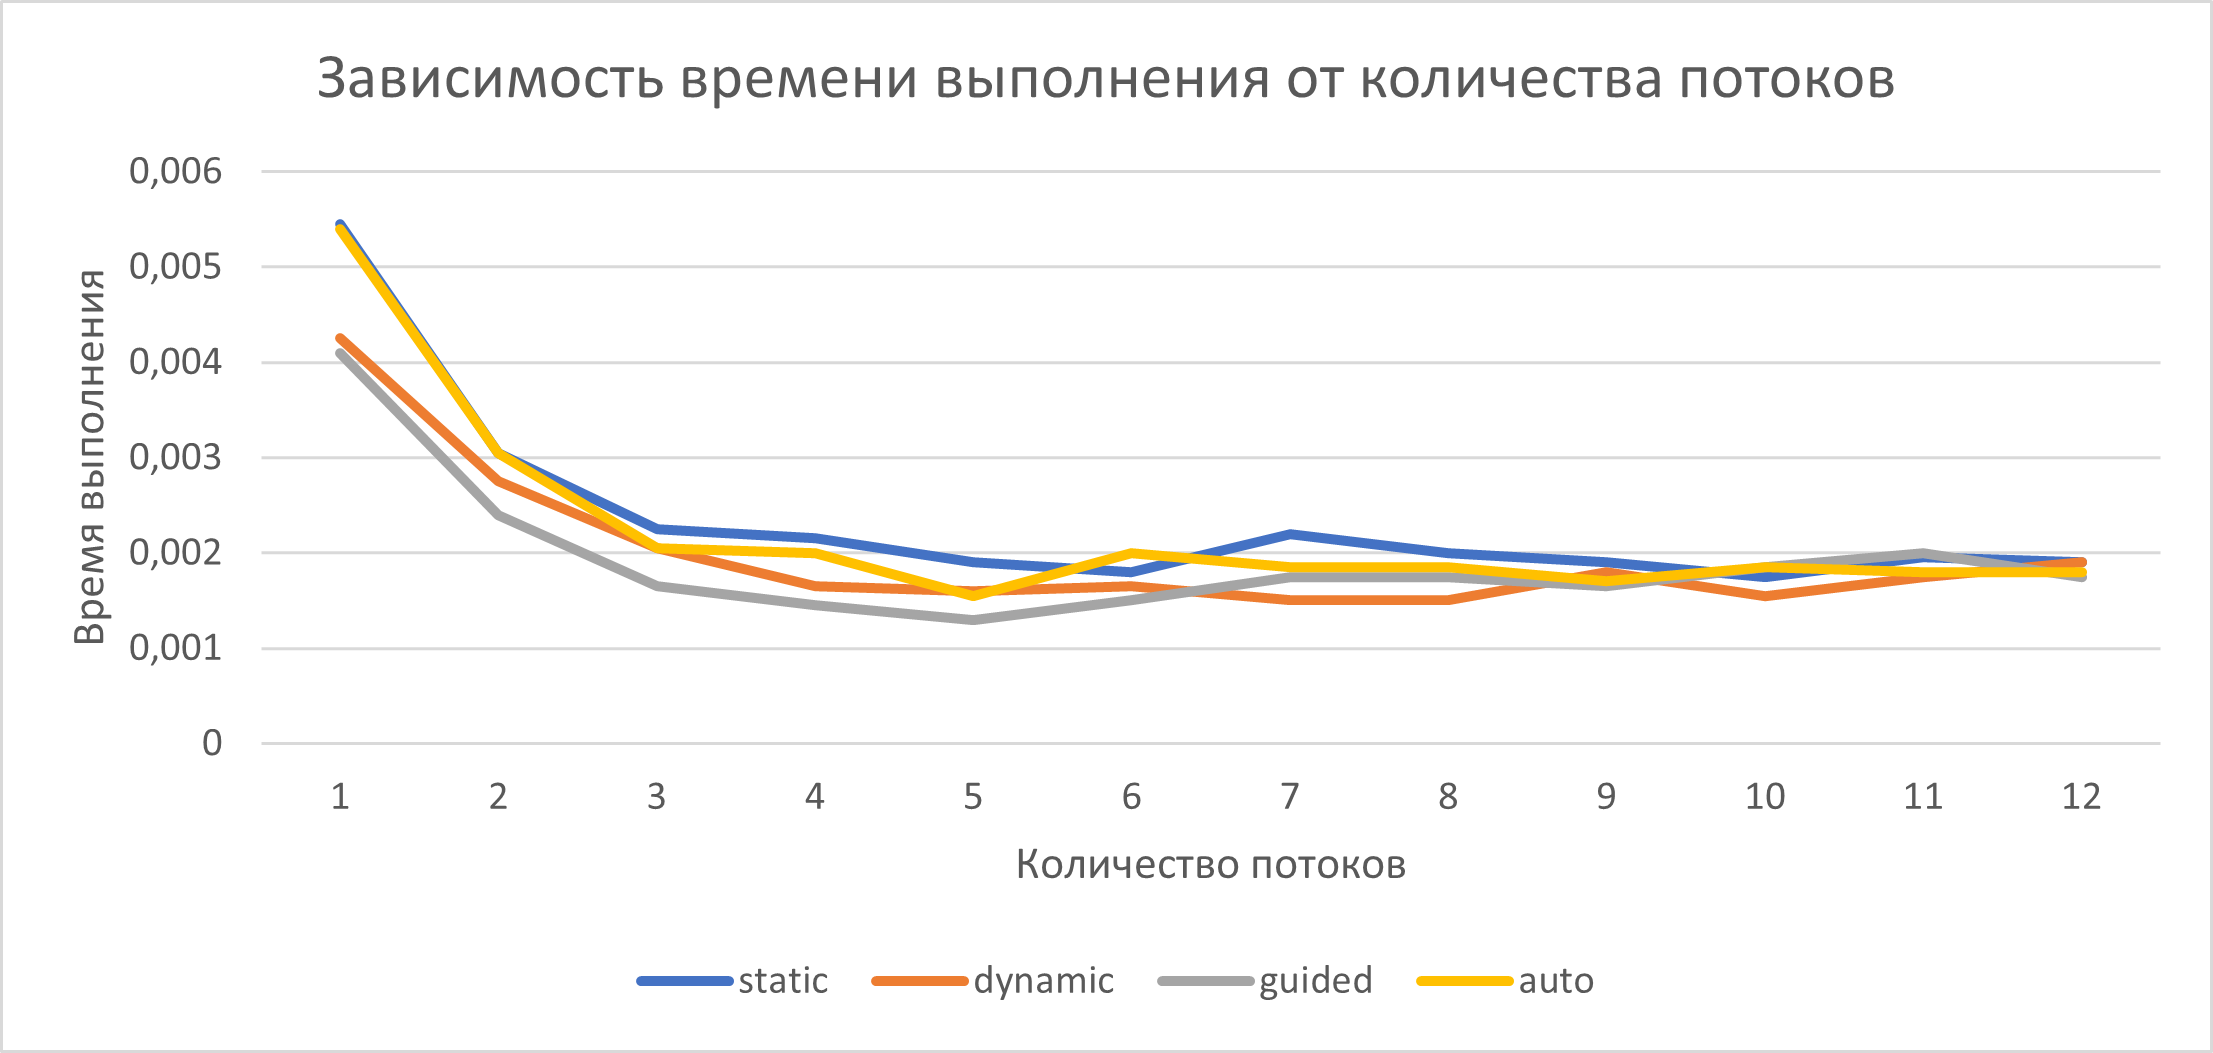 Зависимость времени выполнения от количества потоков
Время выполнения
0,006
0,005
0,004
0,003
0,002
0,001
0
1 2 3 4 5 6 7 8 9 10 11 12
Количество потоков
static dynamic guided auto